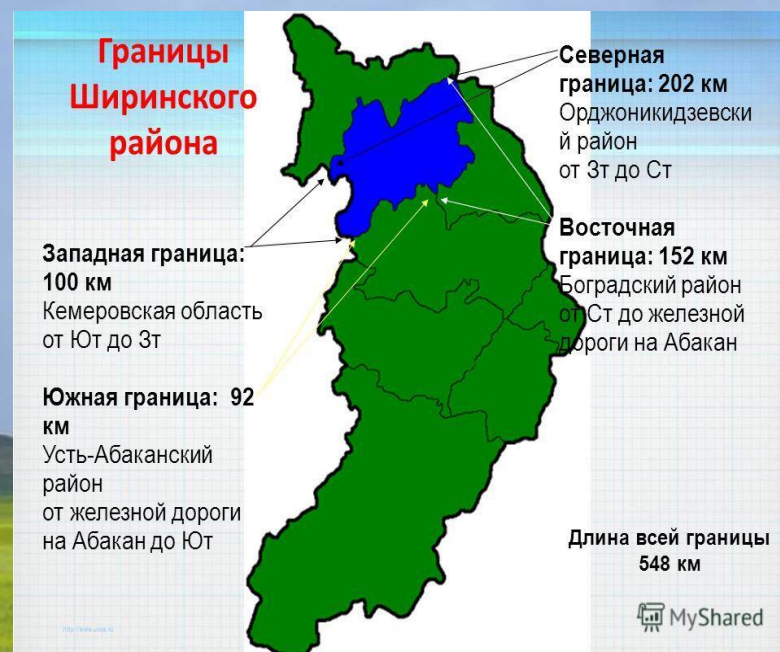 Границы
Ширинского
района
Северная
граница: 202 км
Орджоникидзевски
й район
от Зт до Ст
Восточная
граница: 152 км
Боградский район
от Ст до железной
дороги на Абакан
Западная граница:
100 км
Кемеровская область
от Ют до Зт
Южная граница: 92
км
Усть-Абаканский
район
от железной дороги
на Абакан до Ют
Длина всей границы
548 км
MyShared